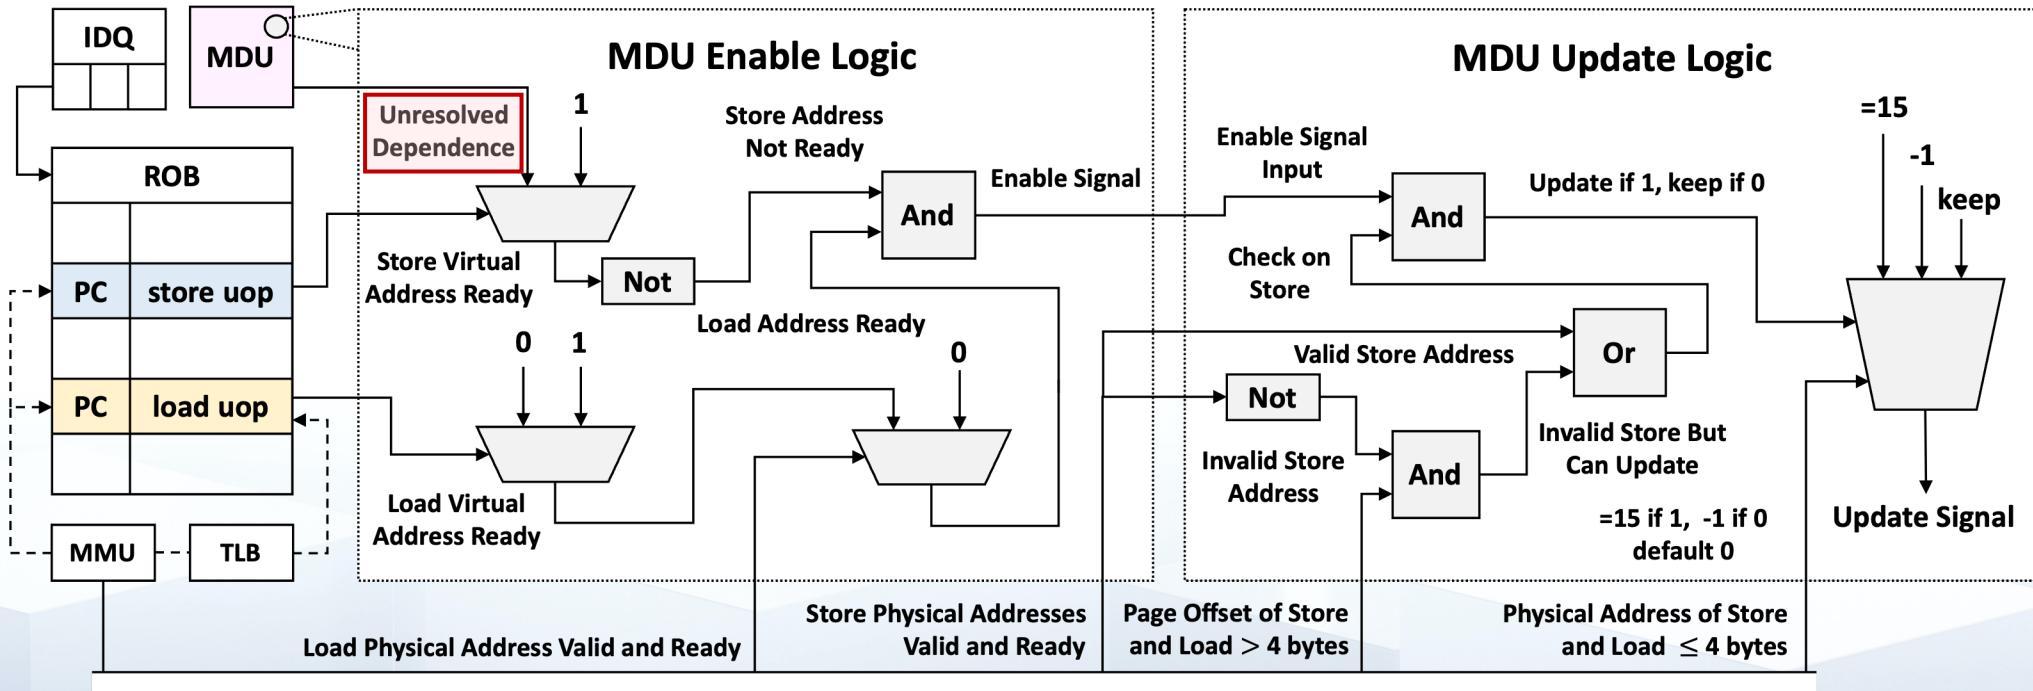 IDQ
MDU
ROB
PC
store uop
PC
load uop
MMU
TLB
MDU Enable Logic
Unresolved
Dependence
1
Store Address
Not Ready
And
Enable Signal
Store Virtual
Address Ready
Not
Load Address Ready
0
1
0
Load Virtual
Address Ready
MDU Update Logic
=15
-1
keep
Enable Signal
Input
And
Update if 1, keep if 0
Check on
Store
Or
Valid Store Address
Not
Invalid Store
Address
And
Invalid Store But
Can Update
=15 if 1, -1 if 0
default 0
Update Signal
Load Physical Address Valid and Ready
Store Physical Addresses
Valid and Ready
Page Offset of Store
and Load > 4 bytes
Physical Address of Store
and Load ≤ 4 bytes